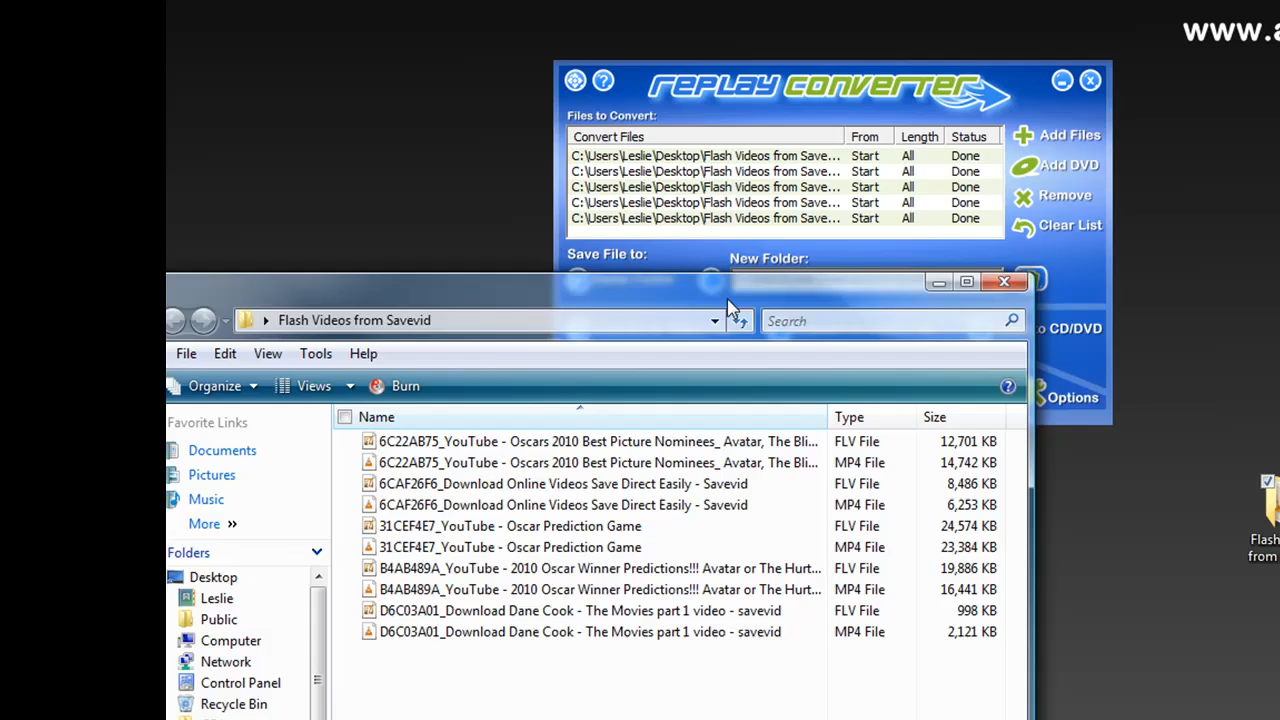 www.a
replay converter
Files to Convert:
Convert Files From Length Status
C:\Users\Leslie\Desktop\Flash Videos from Save... Start All Done
C:\Users\Leslie\Desktop\Flash Videos from Save... Start All Done
C:\Users\Leslie\Desktop\Flash Videos from Save... Start All Done
C:\Users\Leslie\Desktop\Flash Videos from Save... Start All Done
C:\Users\Leslie\Desktop\Flash Videos from Save... Start All Done
Add Files
Add DVD
Remove
Clear List
Save File to: New Folder:
to CD/DVD
Options
Flash Videos from Savevid
Search
File Edit View Tools Help
Organize Views Burn
Favorite Links
Documents
Pictures
Music
More »
Folders
Desktop
Leslie
Public
Computer
Network
Control Panel
Recycle Bin
Name Type Size
6C22AB75_YouTube - Oscars 2010 Best Picture Nominees_ Avatar, The Bli... FLV File 12,701 KB
6C22AB75_YouTube - Oscars 2010 Best Picture Nominees_ Avatar, The Bli... MP4 File 14,742 KB
6CAF26F6_Download Online Videos Save Direct Easily - Savevid FLV File 8,486 KB
6CAF26F6_Download Online Videos Save Direct Easily - Savevid MP4 File 6,253 KB
31CEF4E7_YouTube - Oscar Prediction Game FLV File 24,574 KB
31CEF4E7_YouTube - Oscar Prediction Game MP4 File 23,384 KB
B4AB489A_YouTube - 2010 Oscar Winner Predictions!!! Avatar or The Hurt... FLV File 19,886 KB
B4AB489A_YouTube - 2010 Oscar Winner Predictions!!! Avatar or The Hurt... MP4 File 16,441 KB
D6C03A01_Download Dane Cook - The Movies part 1 video - savevid FLV File 998 KB
D6C03A01_Download Dane Cook - The Movies part 1 video - savevid MP4 File 2,121 KB
Flash
from